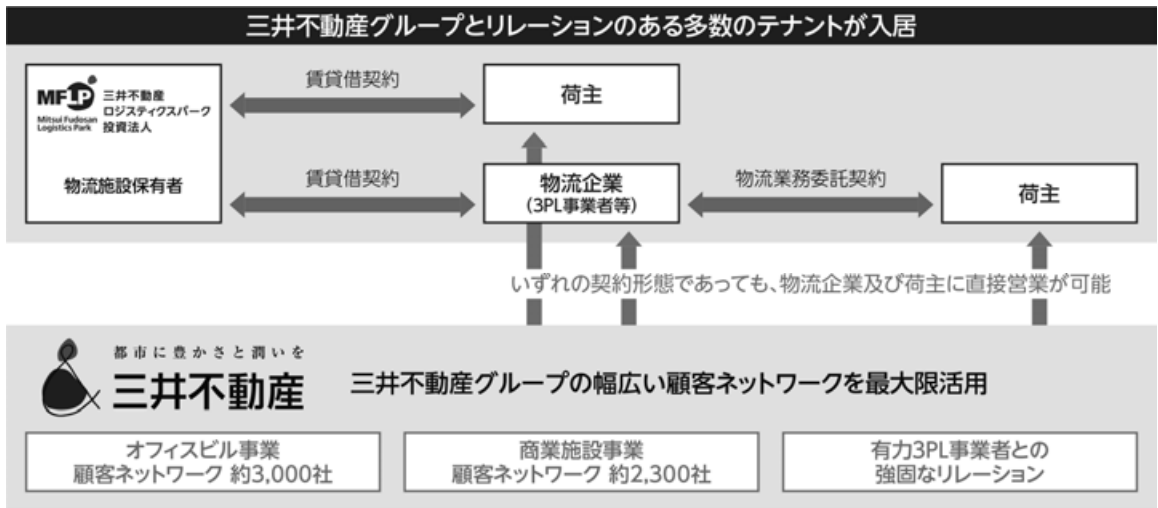 三井不動産グループとリレーションのある多数のテナントが入居
MFLP
Mitsui Fudosan
Logistics Park
三井不動産
ロジスティクスパーク
投資法人
物流施設保有者
賃貸借契約
荷主
賃貸借契約
物流企業
(3PL事業者等)
物流業務委託契約
荷主
いずれの契約形態であっても、物流企業及び荷主に直接営業が可能
都市に豊かさと潤いを
三井不動産
三井不動産グループの幅広い顧客ネットワークを最大限活用
オフィスビル事業
顧客ネットワーク 約3,000社
商業施設事業
顧客ネットワーク 約2,300社
有力3PL事業者との
強固なリレーション